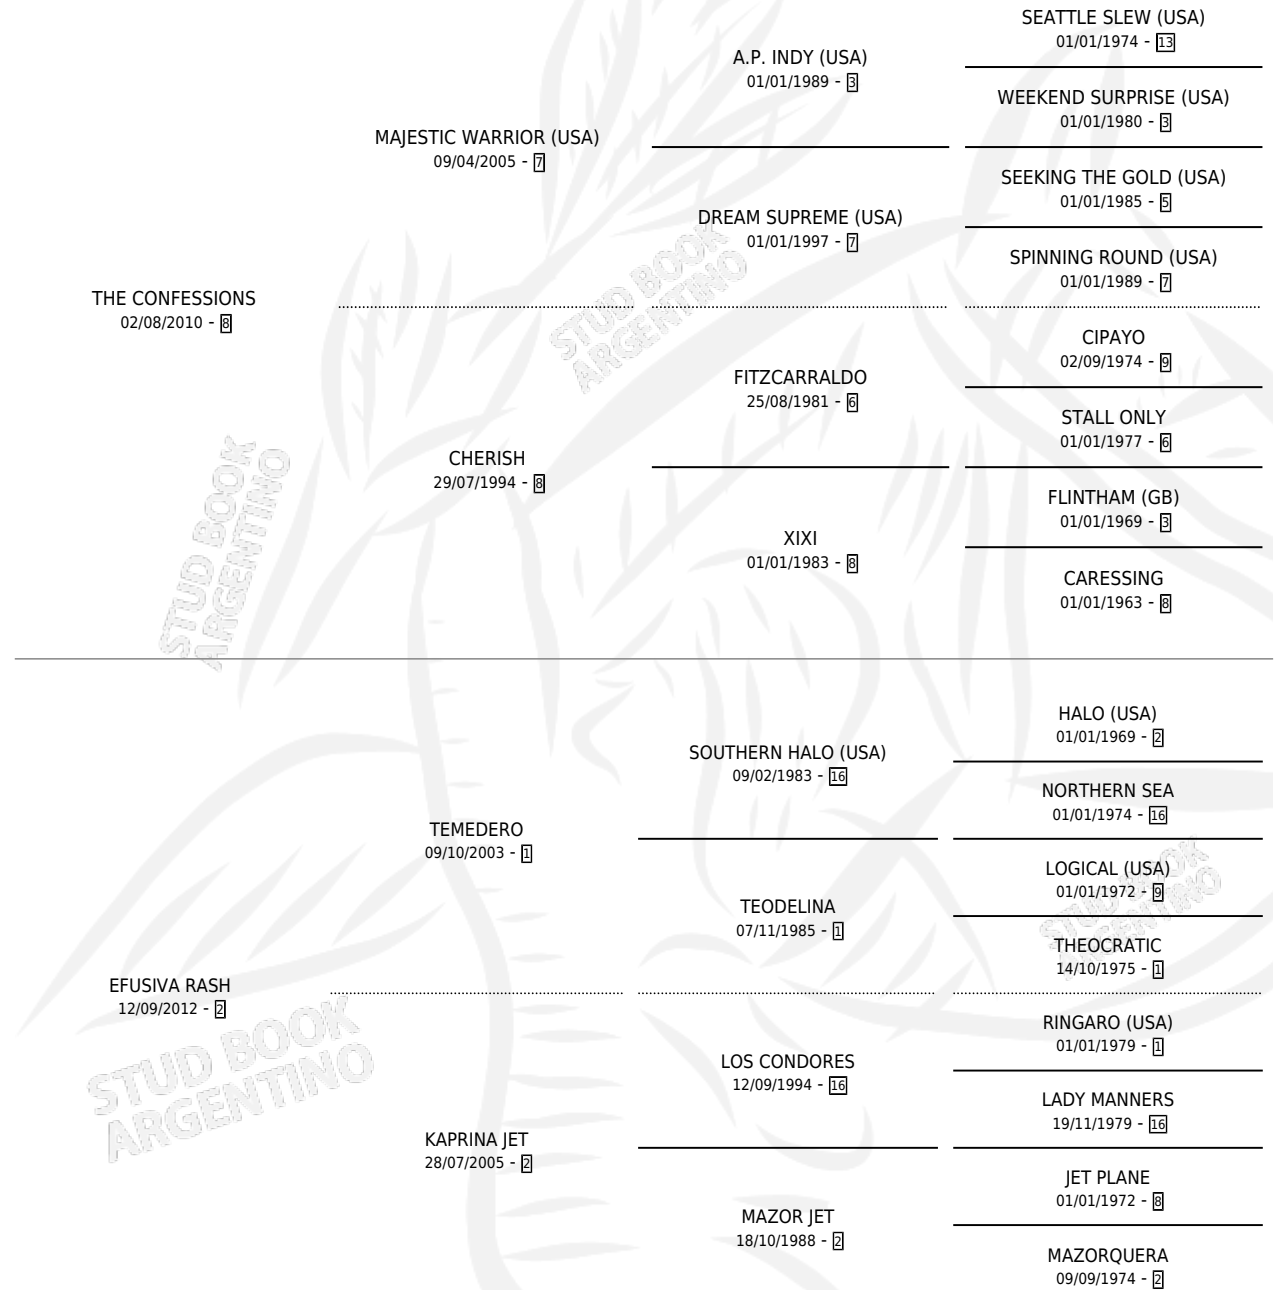 SEATTLE SLEW (USA)
01/01/1974 - 13
A.P. INDY (USA)
01/01/1989 - 3
WEEKEND SURPRISE (USA)
01/01/1980 - 3
MAJESTIC WARRIOR (USA)
09/04/2005 - 7
SEEKING THE GOLD (USA)
01/01/1985 - 5
DREAM SUPREME (USA)
01/01/1997 - 7
SPINNING ROUND (USA)
01/01/1989 - 7
THE CONFESSIONS
02/08/2010 - 8
STUD BOOK
ARGENTINO
CIPAYO
02/09/1974 - 9
FITZCARRALDO
25/08/1981 - 6
STALL ONLY
01/01/1977 - 6
CHERISH
29/07/1994 - 8
FLINTHAM (GB)
01/01/1969 - 3
XIXI
01/01/1983 - 8
CARESSING
01/01/1963 - 8
STUD BOOK
ARGENTINO
HALO (USA)
01/01/1969 - 2
SOUTHERN HALO (USA)
09/02/1983 - 16
NORTHERN SEA
01/01/1974 - 16
TEMEDERO
09/10/2003 - 1
LOGICAL (USA)
01/01/1972 - 9
TEODELINA
07/11/1985 - 1
THEOCRATIC
14/10/1975 - 1
STUD BOOK
ARGENTINO
EFUSIVA RASH
12/09/2012 - 2
RINGARO (USA)
01/01/1979 - 1
LOS CONDORES
12/09/1994 - 16
LADY MANNERS
19/11/1979 - 16
STUD BOOK
ARGENTINO
KAPRINA JET
28/07/2005 - 2
JET PLANE
01/01/1972 - 8
MAZOR JET
18/10/1988 - 2
MAZORQUERA
09/09/1974 - 2